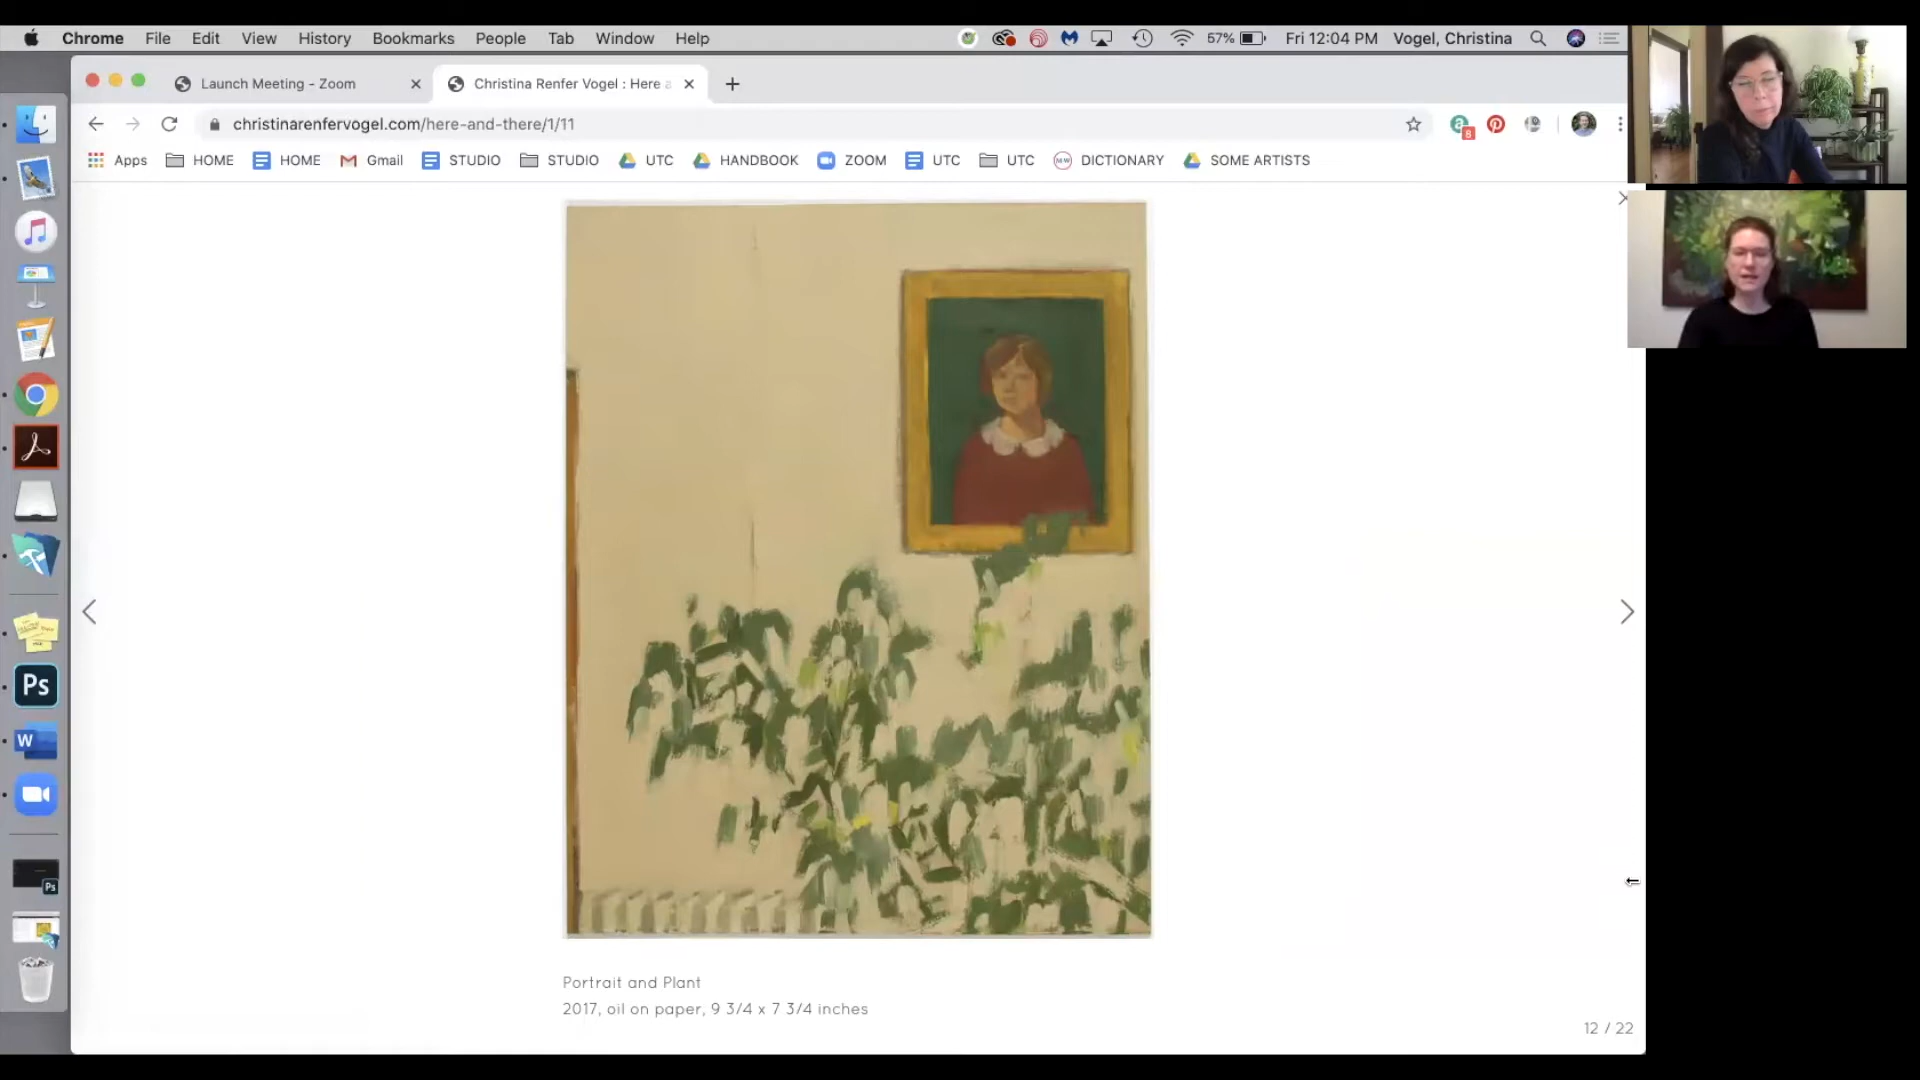 Chrome File Edit View History Bookmarks People Tab Window Help 57% Fri 12:04 PM Vogel, Christina
Launch Meeting - Zoom
Christina Renfer Vogel : Here a
christinarenfervogel.com/here-and-there/1/11
8
Apps HOME HOME Gmail STUDIO STUDIO UTC HANDBOOK ZOOM UTC UTC DICTIONARY SOME ARTISTS
Ps
W
Ps
Portrait and Plant
2017, oil on paper, 9 3/4 x 7 3/4 inches
12 / 22